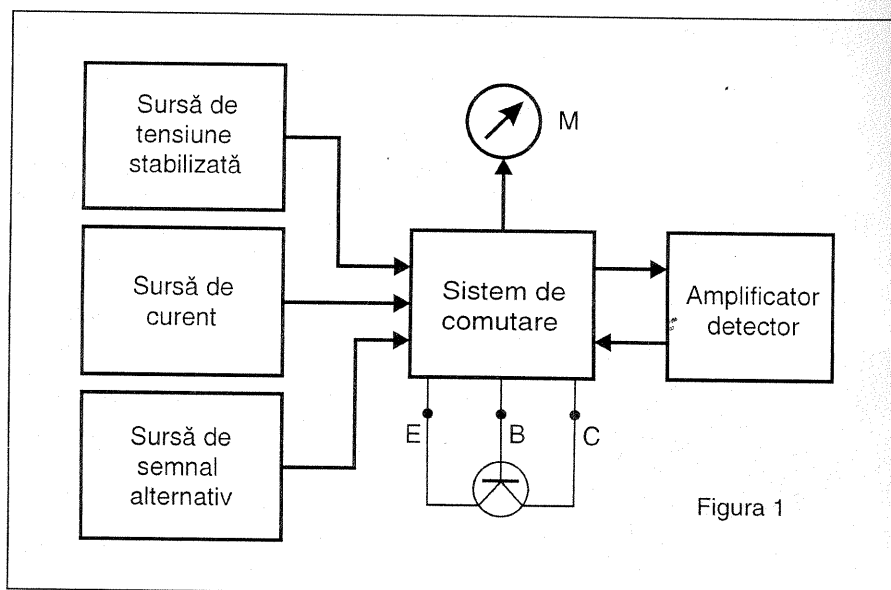 Sursă de
tensiune
stabilizată
M
Sursă de
curent
Sistem de
comutare
Amplificator
detector
Sursă de
semnal
alternativ
E
B
C
Figura 1